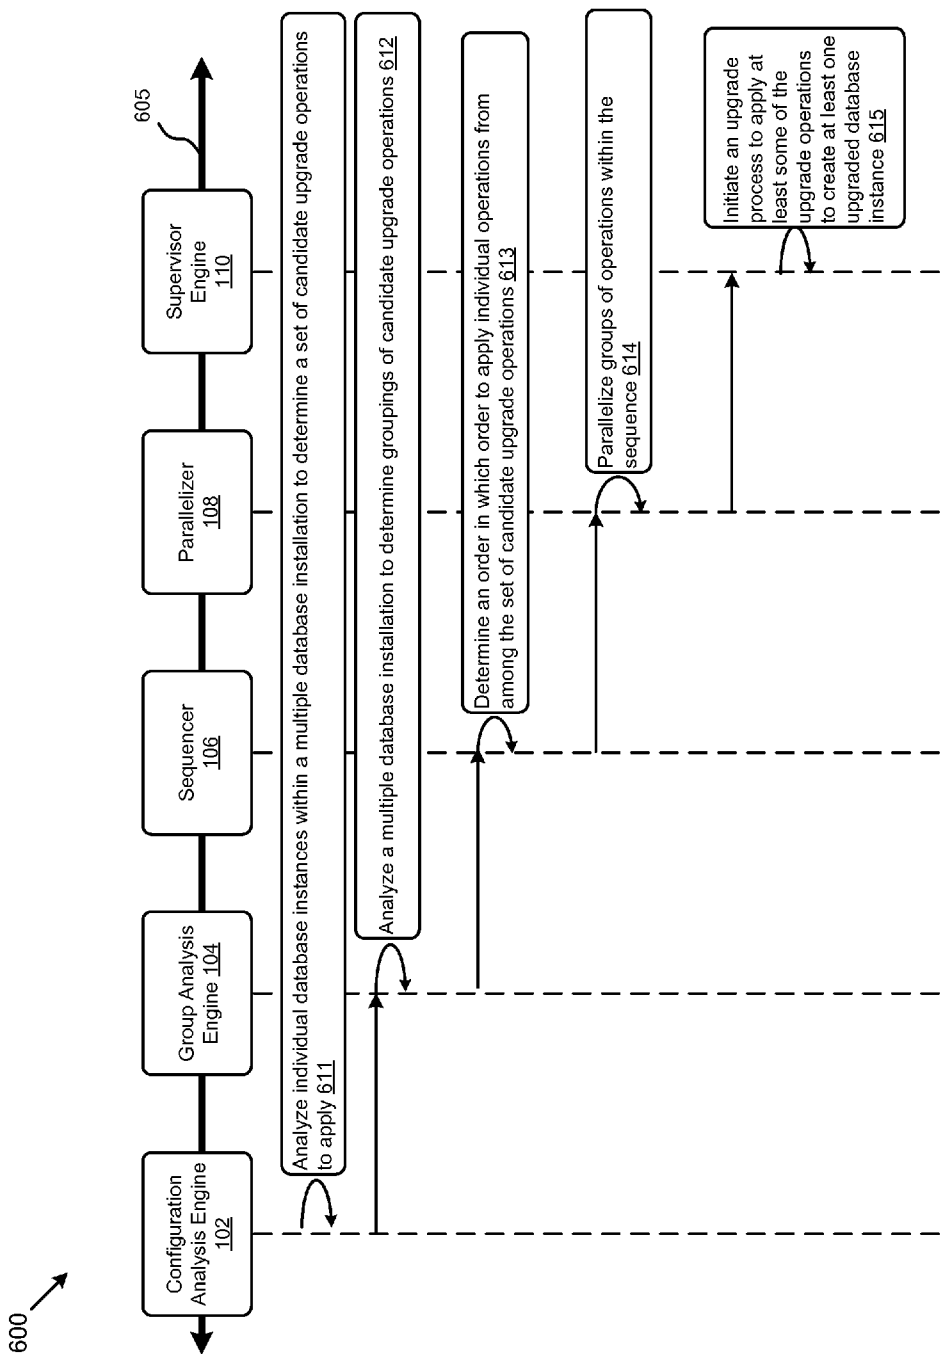 600
605
Configuration
Analysis Engine
102
Group Analysis
Engine 104
Sequencer
106
Parallelizer
108
Supervisor
Engine
110
Analyze individual database instances within a multiple database installation to determine a set of candidate upgrade operations
to apply 611
Analyze a multiple database installation to determine groupings of candidate upgrade operations 612
Determine an order in which order to apply individual operations from
among the set of candidate upgrade operations 613
Parallelize groups of operations within the
sequence 614
Initiate an upgrade
process to apply at
least some of the
upgrade operations
to create at least one
upgraded database
instance 615